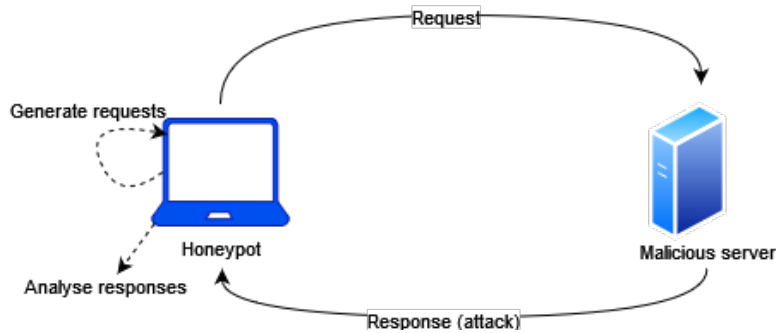 Request
Generate requests
Honeypot
Malicious server
Analyse responses
Response (attack)